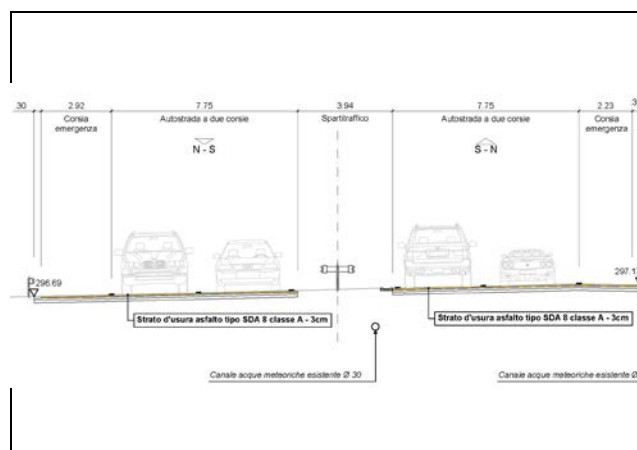 30 2.92 7.75 3.94 7.75 2.23
Corsia emergenza Autostrada a due corsie Spartitraffico Autostrada a due corsie Corsia emergenza
N - S S - N
296.69 297.1
Strato d'usura asfalto tipo SDA 8 classe A - 3cm Strato d'usura asfalto tipo SDA 8 classe A - 3cm
Canale acque meteoriche esistente Ø 30 Canale acque meteoriche esistente Ø